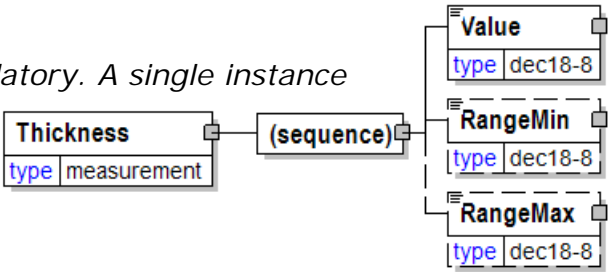 Value
type dec18-8
latory. A single instance
RangeMin
type dec18-8
Thickness
type measurement
(sequence)
RangeMax
type dec18-8